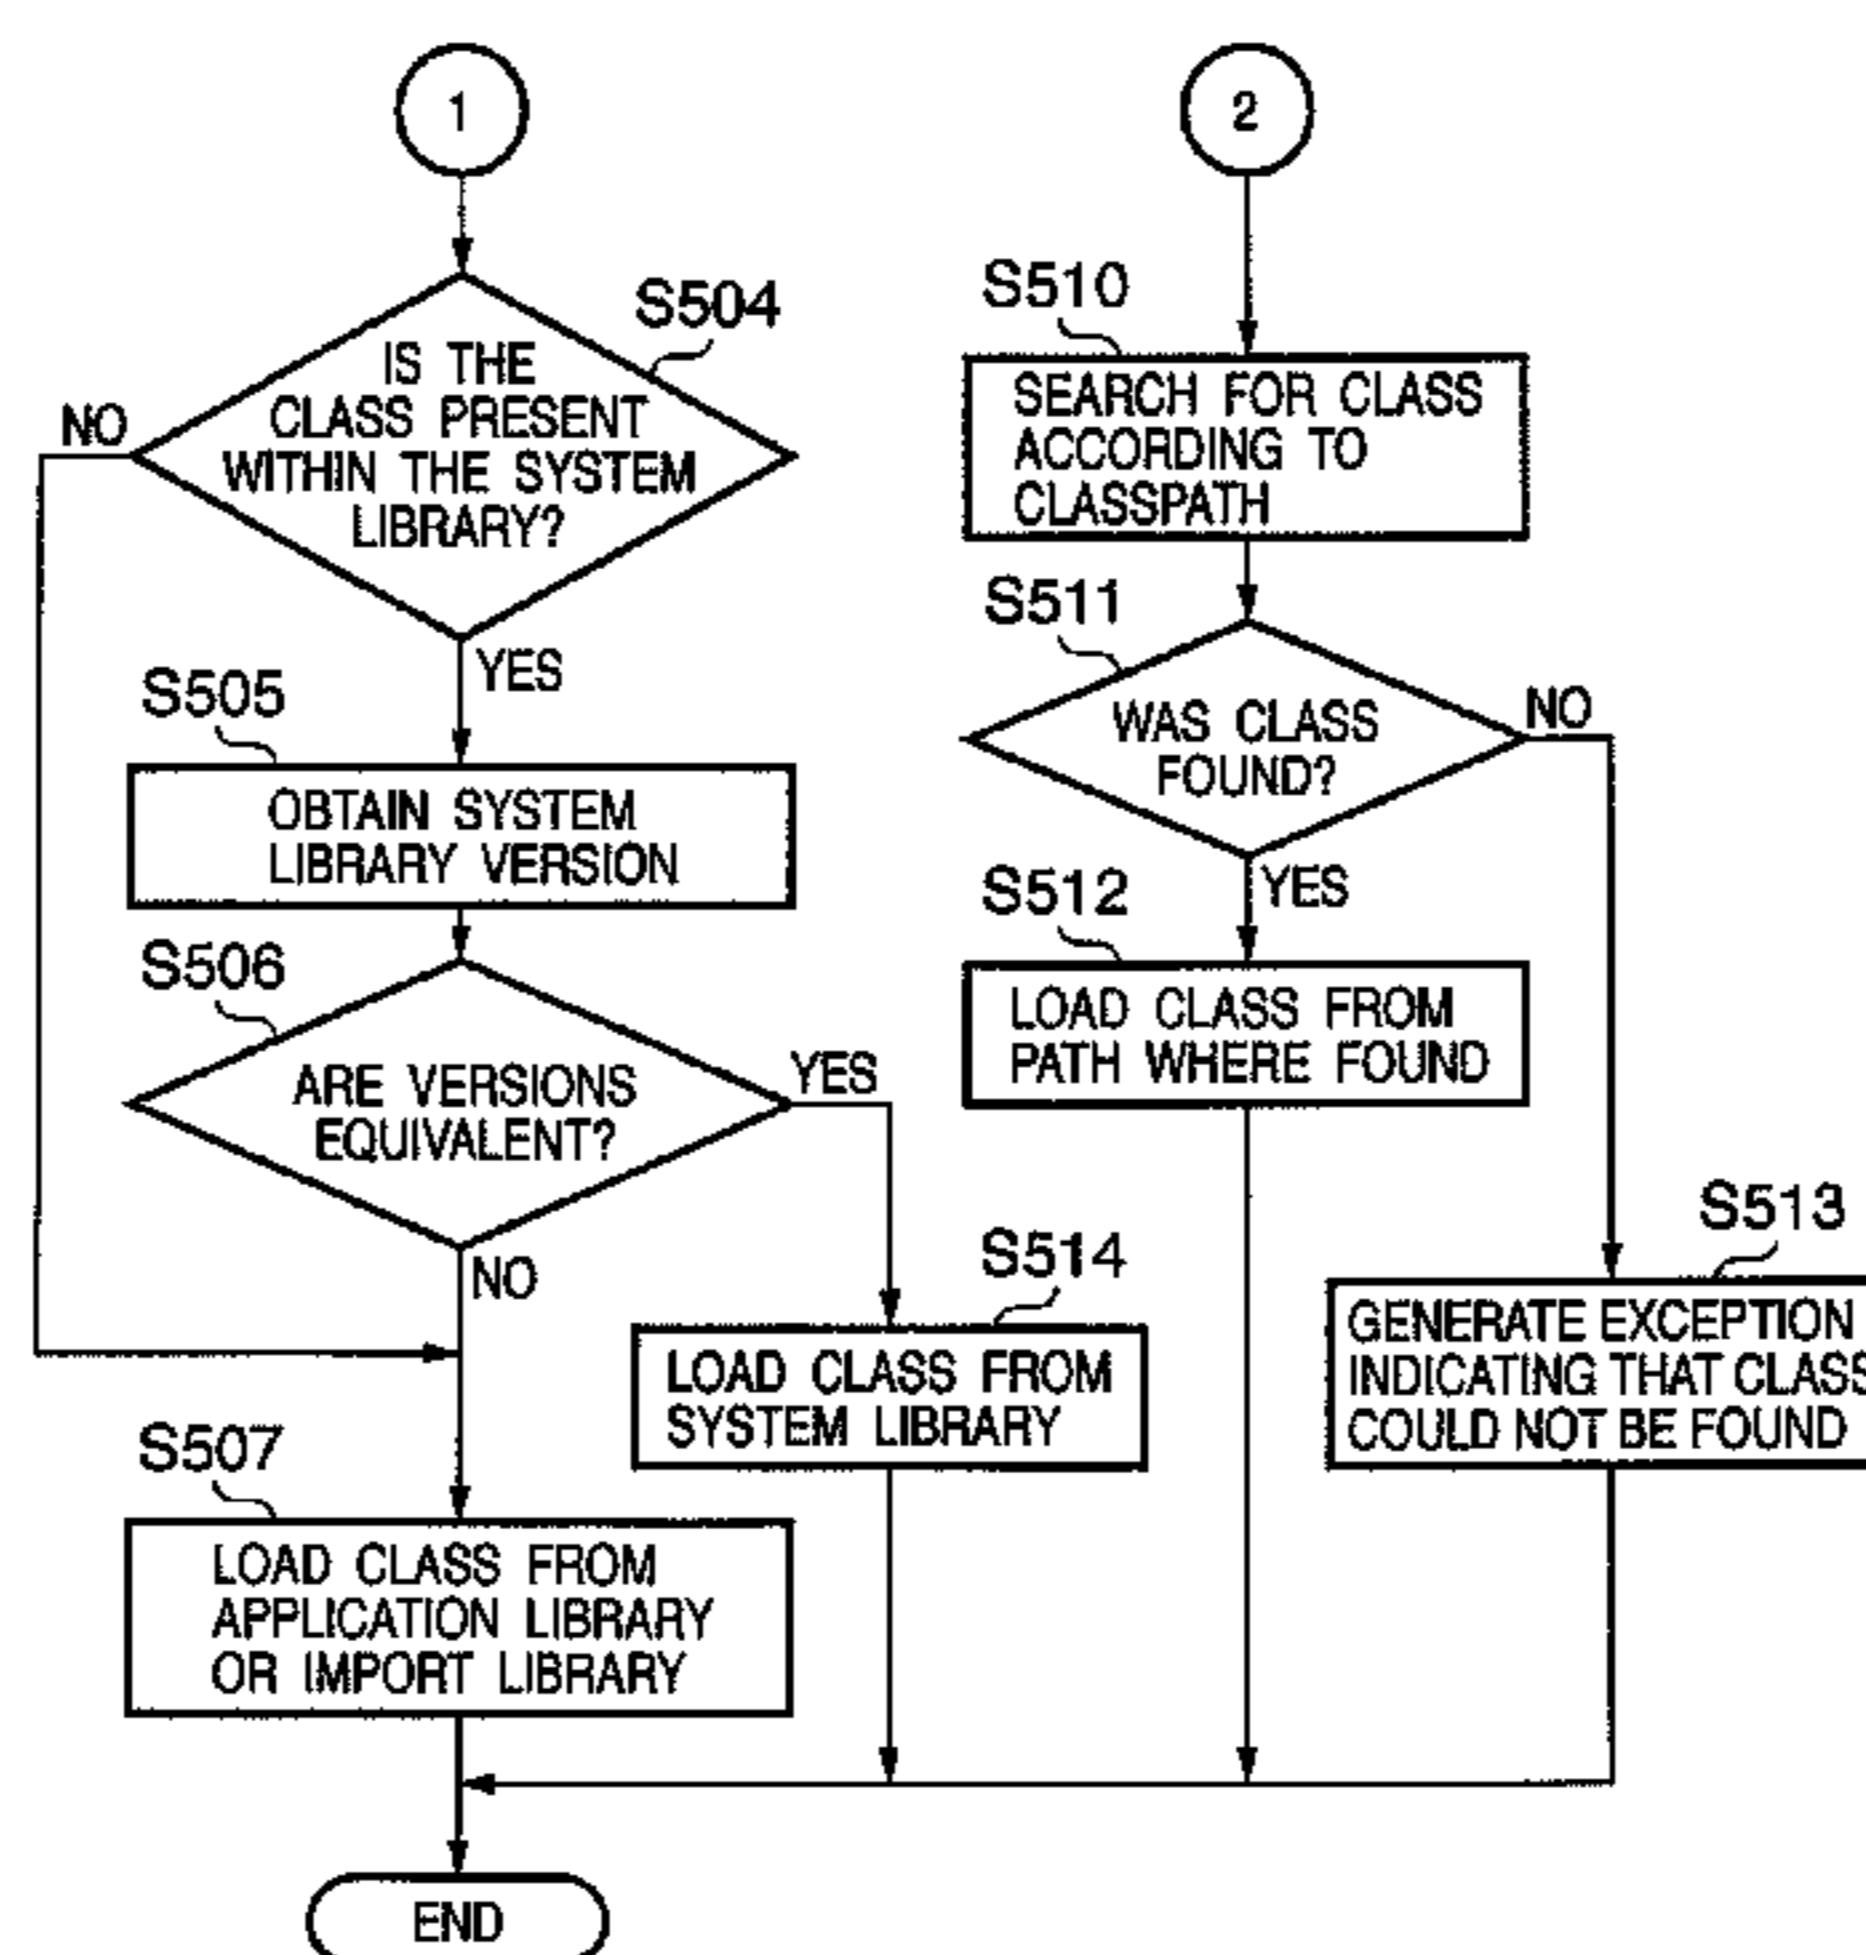 1
S504
IS THE
CLASS PRESENT
WITHIN THE SYSTEM
LIBRARY?
NO
YES
S505
OBTAIN SYSTEM
LIBRARY VERSION
S506
ARE VERSIONS
EQUIVALENT?
YES
NO
S514
LOAD CLASS FROM
SYSTEM LIBRARY
S507
LOAD CLASS FROM
APPLICATION LIBRARY
OR IMPORT LIBRARY
END
2
S510
SEARCH FOR CLASS
ACCORDING TO
CLASSPATH
S511
WAS CLASS
FOUND?
NO
YES
S512
LOAD CLASS FROM
PATH WHERE FOUND
S513
GENERATE EXCEPTION
INDICATING THAT CLASS
COULD NOT BE FOUND